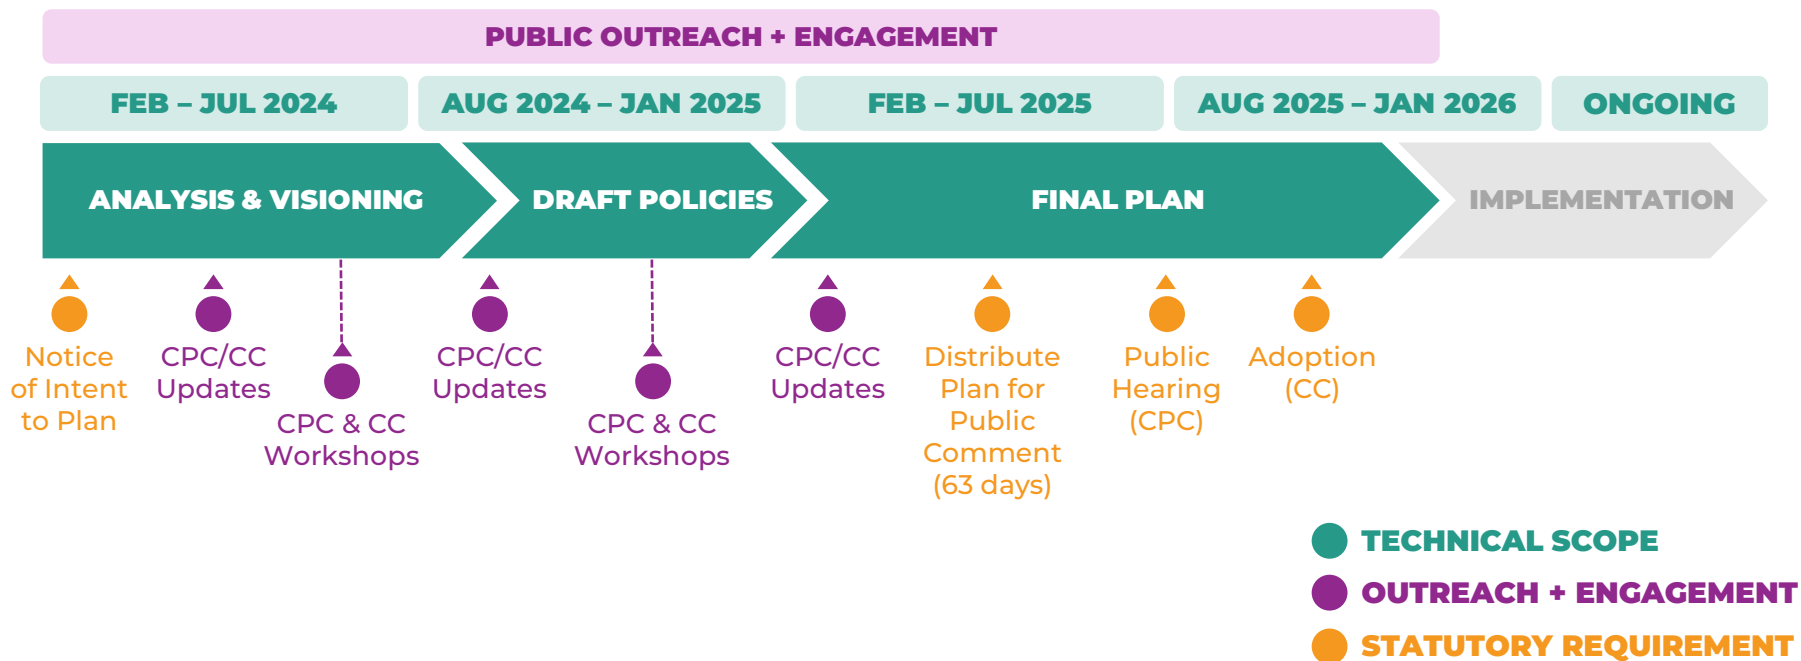 PUBLIC OUTREACH + ENGAGEMENT
FEB – JUL 2024
AUG 2024 – JAN 2025
FEB – JUL 2025
AUG 2025 – JAN 2026
ONGOING
ANALYSIS & VISIONING
DRAFT POLICIES
FINAL PLAN
IMPLEMENTATION
Notice
of Intent
to Plan
CPC/CC
Updates
CPC & CC
Workshops
CPC/CC
Updates
CPC & CC
Workshops
CPC/CC
Updates
Distribute
Plan for
Public
Comment
(63 days)
Public
Hearing
(CPC)
Adoption
(CC)
TECHNICAL SCOPE
OUTREACH + ENGAGEMENT
STATUTORY REQUIREMENT